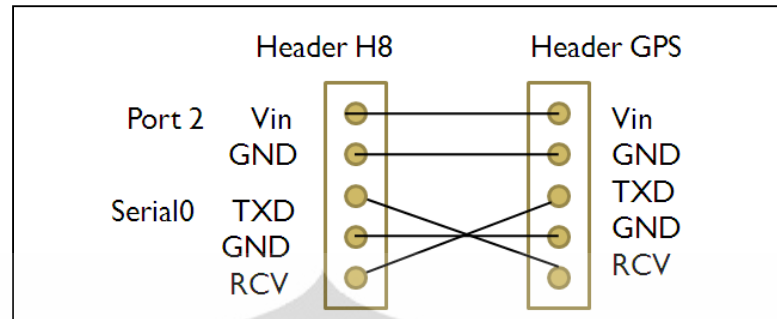 Header H8 Header GPS
Port 2 Vin Vin
GND GND
Serial0 TXD TXD
GND GND
RCV RCV